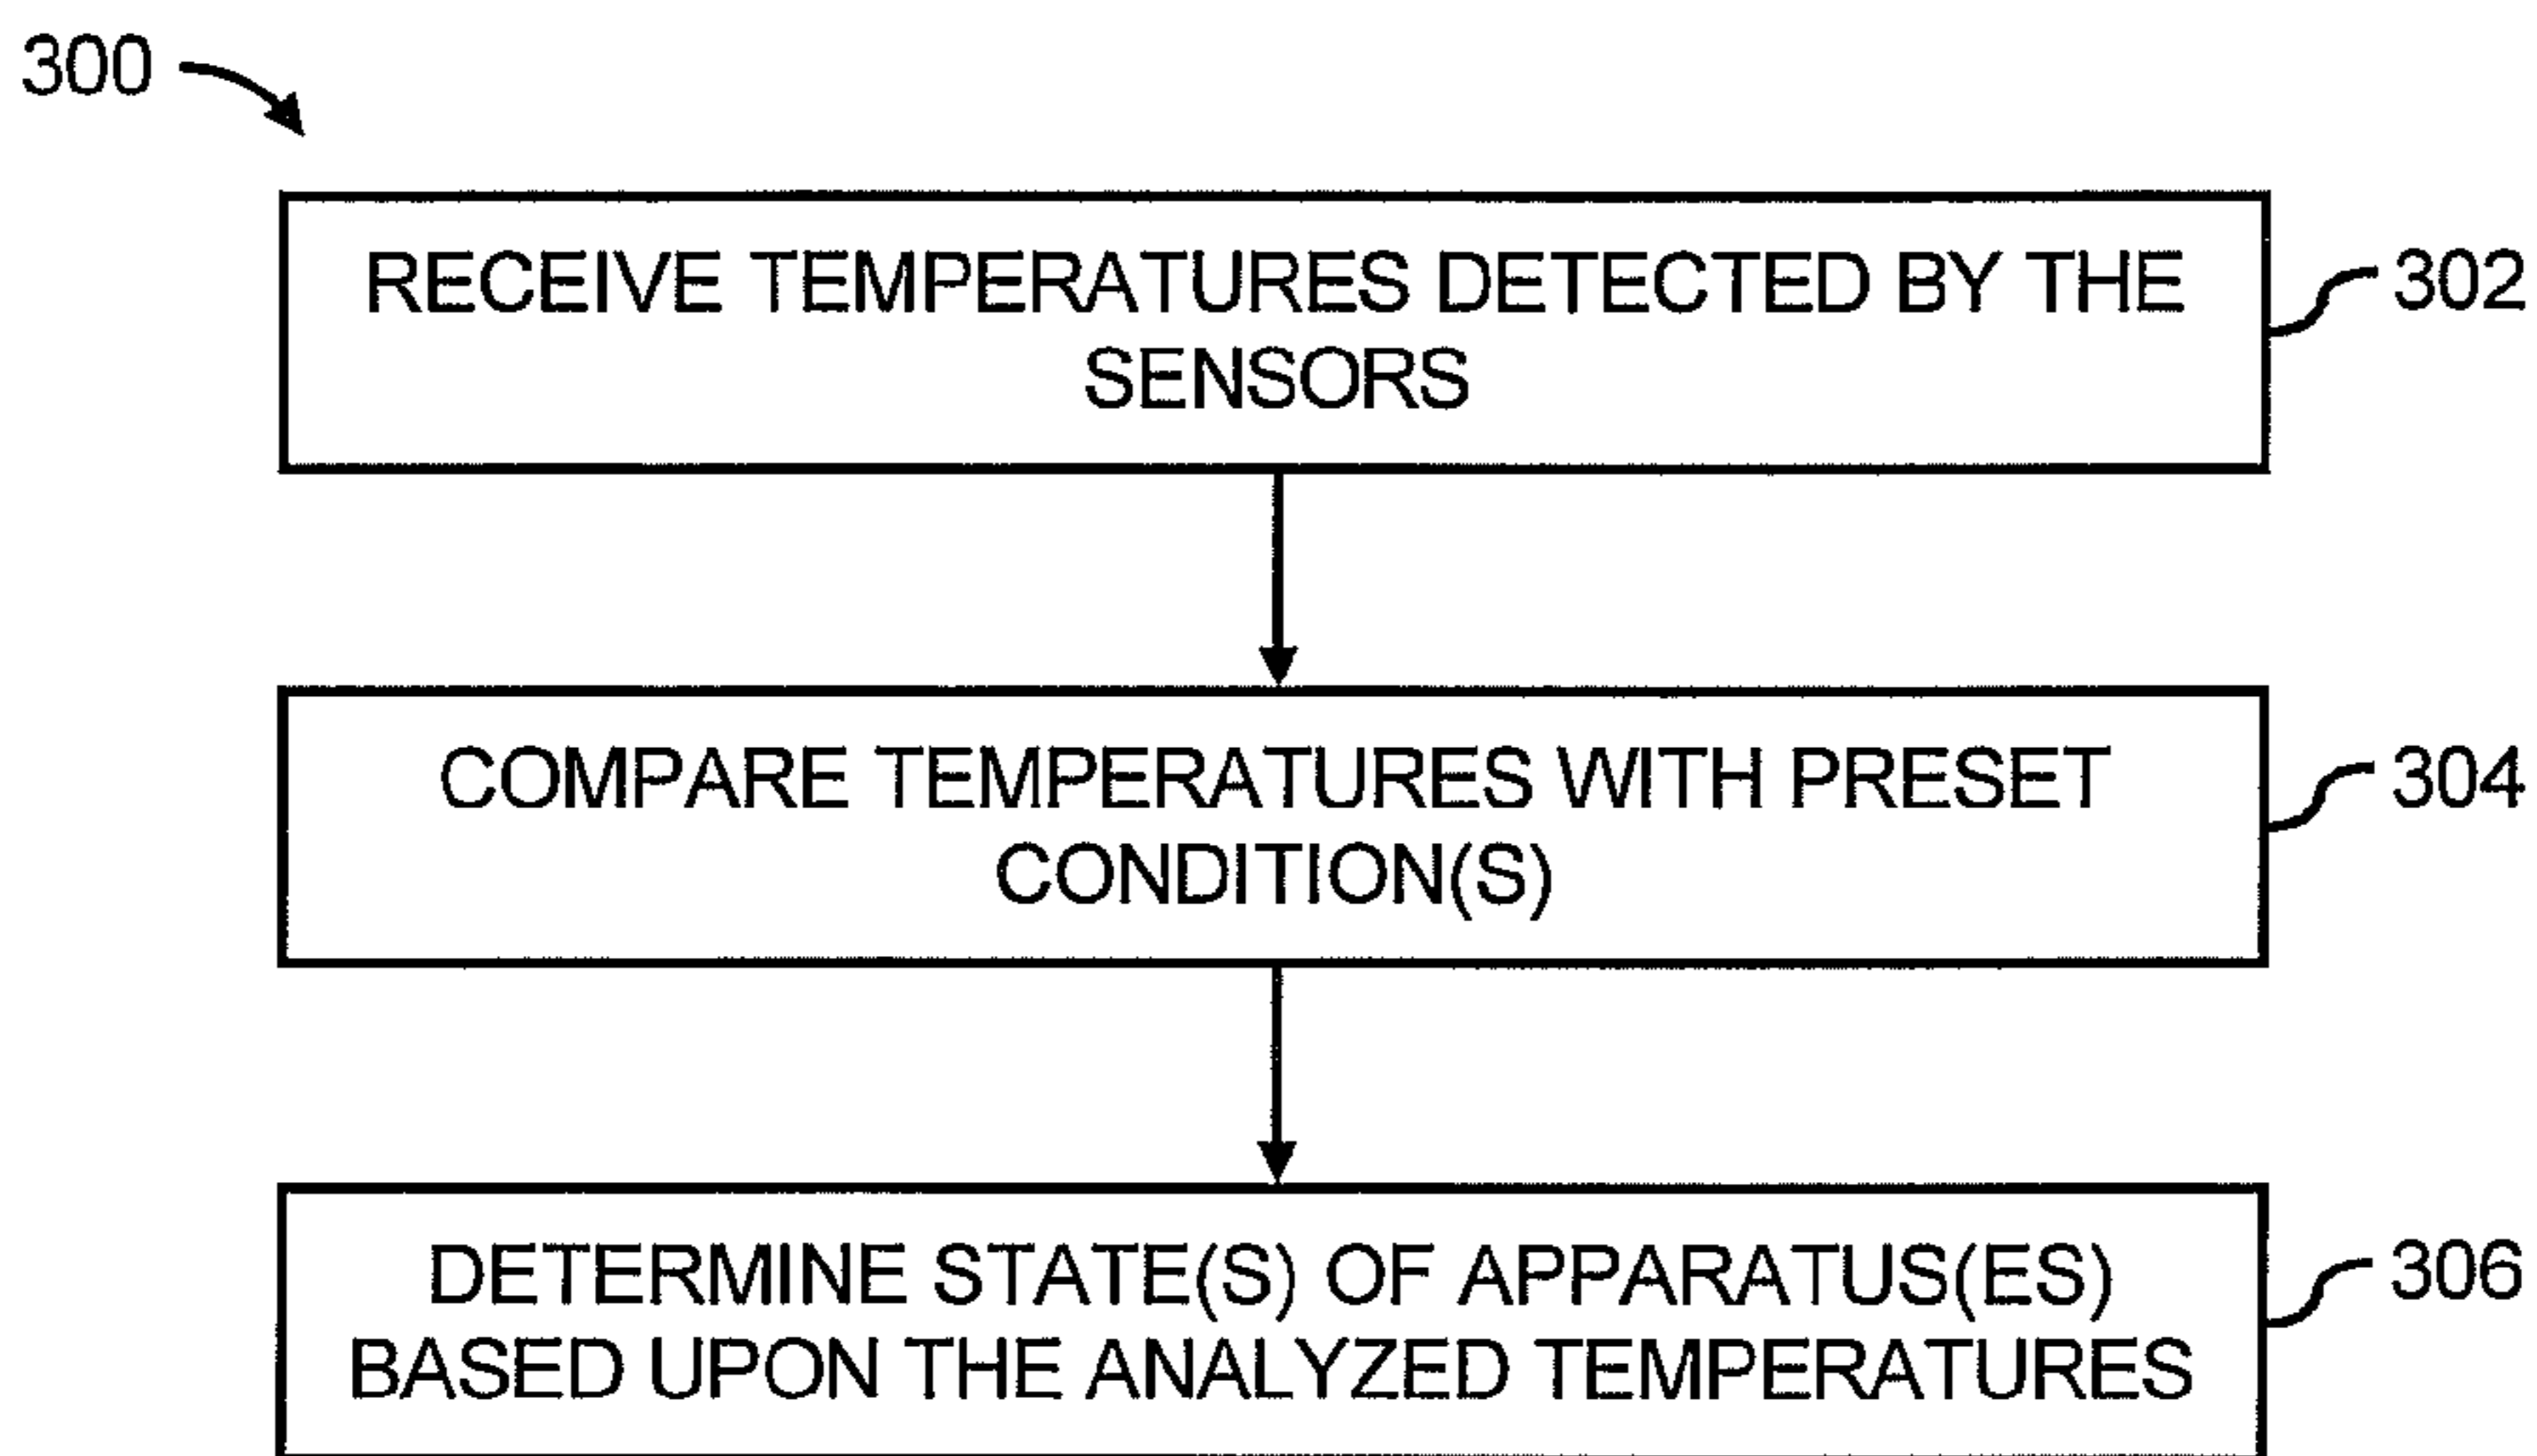 300
RECEIVE TEMPERATURES DETECTED BY THE
SENSORS
302
COMPARE TEMPERATURES WITH PRESET
CONDITION(S)
304
DETERMINE STATE(S) OF APPARATUS(ES)
BASED UPON THE ANALYZED TEMPERATURES
306